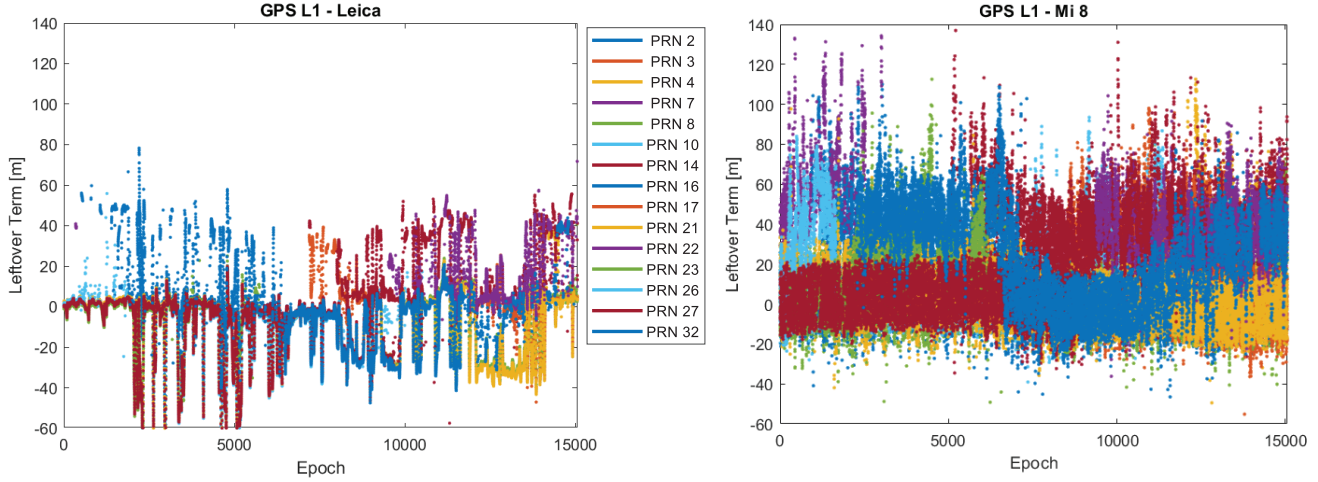 GPS L1 - Leica
140
120
100
80
60
40
20
0
-20
-40
-60
Leftover Term [m]
0
5000
10000
15000
Epoch
PRN 2
PRN 3
PRN 4
PRN 7
PRN 8
PRN 10
PRN 14
PRN 16
PRN 17
PRN 21
PRN 22
PRN 23
PRN 26
PRN 27
PRN 32
GPS L1 - Mi 8
140
120
100
80
60
40
20
0
-20
-40
-60
Leftover Term [m]
0
5000
10000
15000
Epoch